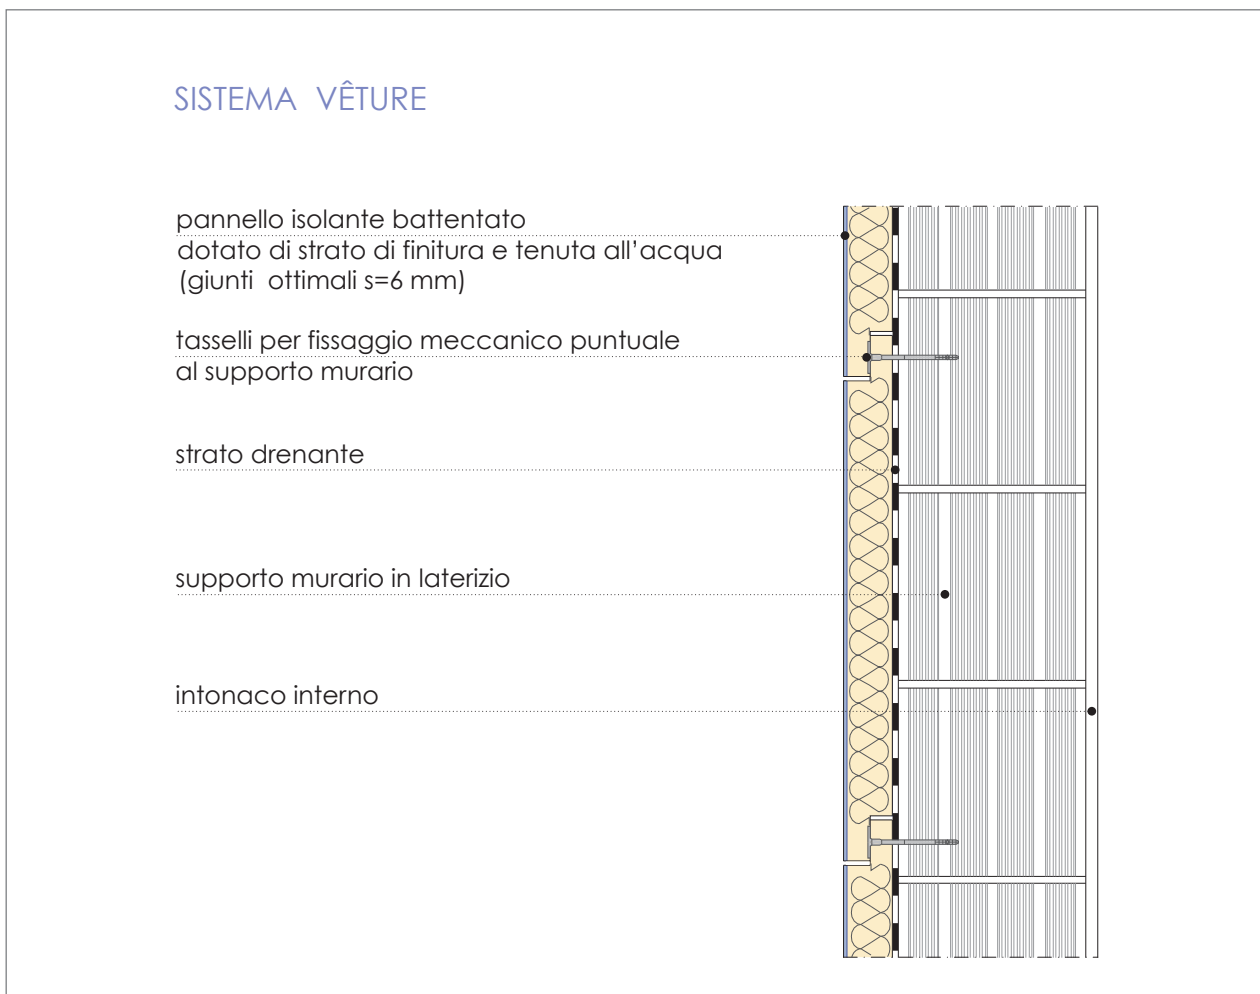 SISTEMA VÊTURE
pannello isolante battentato
dotato di strato di finitura e tenuta all'acqua
(giunti ottimali s=6 mm)
tasselli per fissaggio meccanico puntuale
al supporto murario
strato drenante
supporto murario in laterizio
intonaco interno